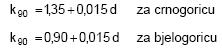 k₉₀ = 1,35 + 0,015 d za crnogoricu
k₉₀ = 0,90 + 0,015 d za bjelogoricu